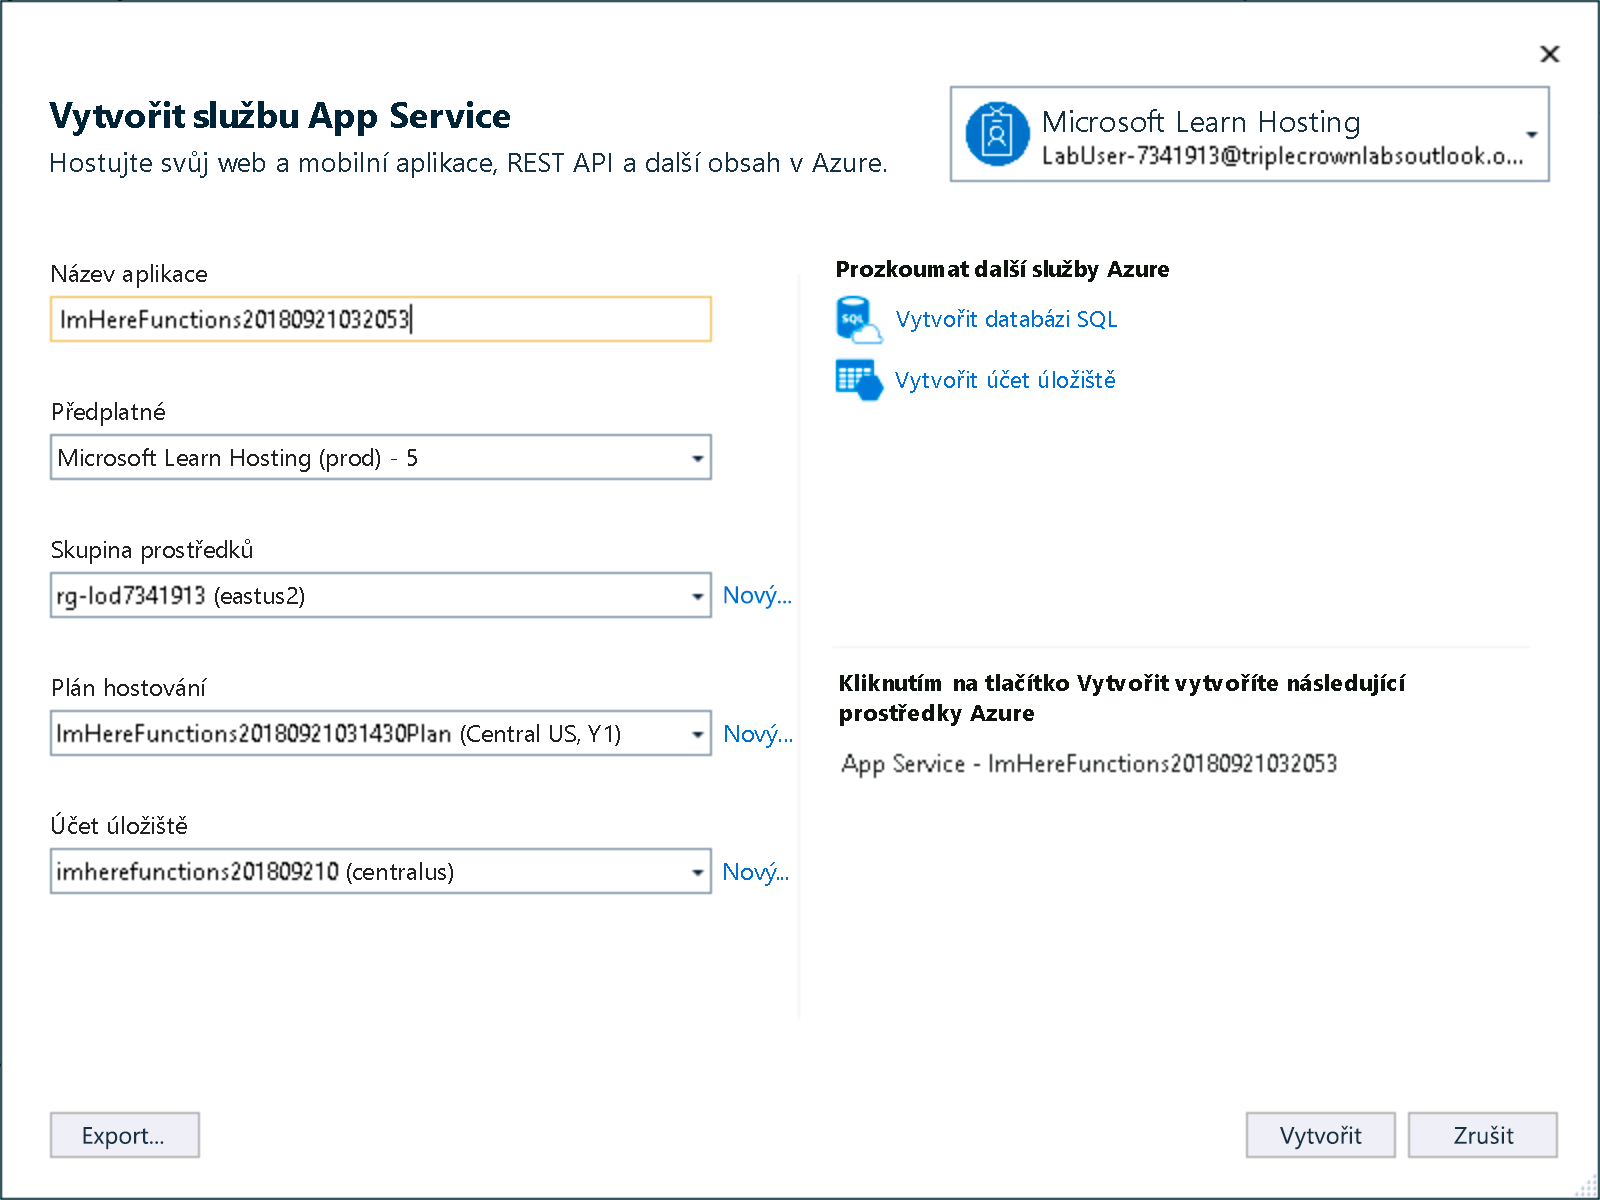 Vytvořit službu App Service
Hostujte svůj web a mobilní aplikace, REST API a další obsah v Azure.
Microsoft Learn Hosting
LabUser-7341913@triplecrownlabsoutlook.o...
Název aplikace
ImHereFunctions20180921032053
Předplatné
Microsoft Learn Hosting (prod) - 5
Skupina prostředků
rg-lod7341913 (eastus2)
Nový...
Plán hostování
ImHereFunctions20180921031430Plan (Central US, Y1)
Nový...
Účet úložiště
imherefunctions201809210 (centralus)
Nový...
Prozkoumat další služby Azure
SQL
Vytvořit databázi SQL
Vytvořit účet úložiště
Kliknutím na tlačítko Vytvořit vytvoříte následující
prostředky Azure
App Service - ImHereFunctions20180921032053
Export...
Vytvořit
Zrušit